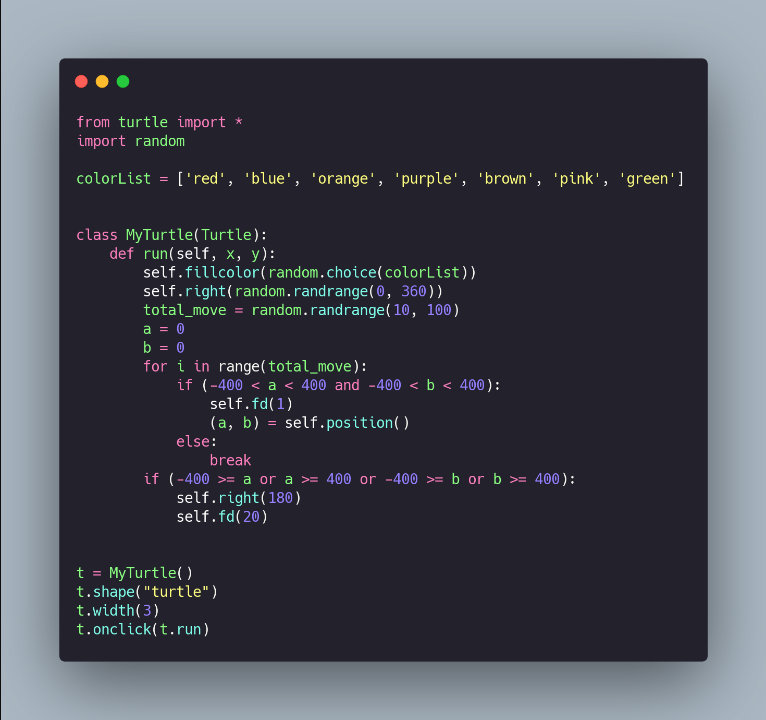 from turtle import *
import random
colorList = ['red', 'blue', 'orange', 'purple', 'brown', 'pink', 'green']
class MyTurtle(Turtle):
    def run(self, x, y):
        self.fillcolor(random.choice(colorList))
        self.right(random.randrange(0, 360))
        total_move = random.randrange(10, 100)
        a = 0
        b = 0
        for i in range(total_move):
            if (-400 < a < 400 and -400 < b < 400):
                self.fd(1)
                (a, b) = self.position()
            else:
                break
        if (-400 >= a or a >= 400 or -400 >= b or b >= 400):
            self.right(180)
            self.fd(20)
t = MyTurtle()
t.shape("turtle")
t.width(3)
t.onclick(t.run)